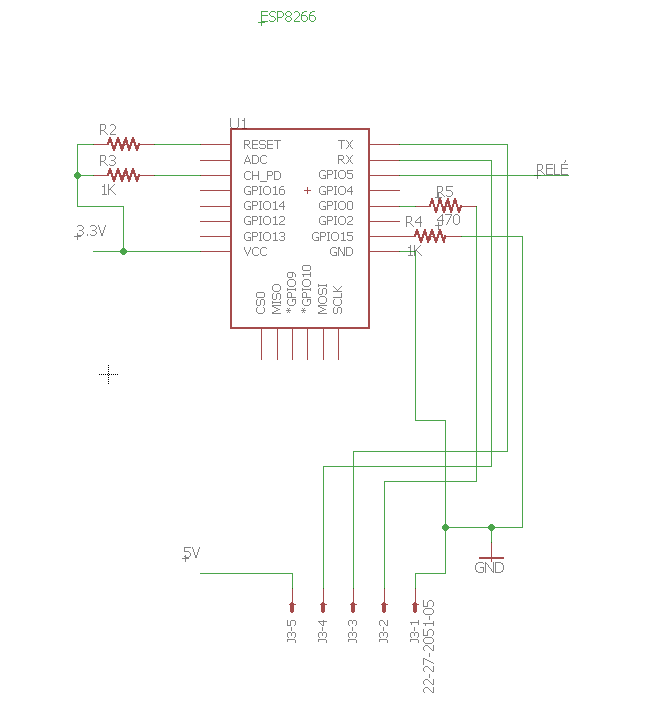 ESP8266
U1
R2
RESET
TX
ADC
RX
R3
CH_PD
GPIO5
RELÉ
1K
GPIO16
GPIO4
R5
GPIO14
GPIO0
470
GPIO12
GPIO2
R4
3.3V
GPIO13
GPIO15
VCC
GND
1K
CS0
MISO
*GPIO9
*GPIO10
MOSI
SCLK
5V
GND
J3-5
J3-4
J3-3
J3-2
J3-1
22-27-2051-05